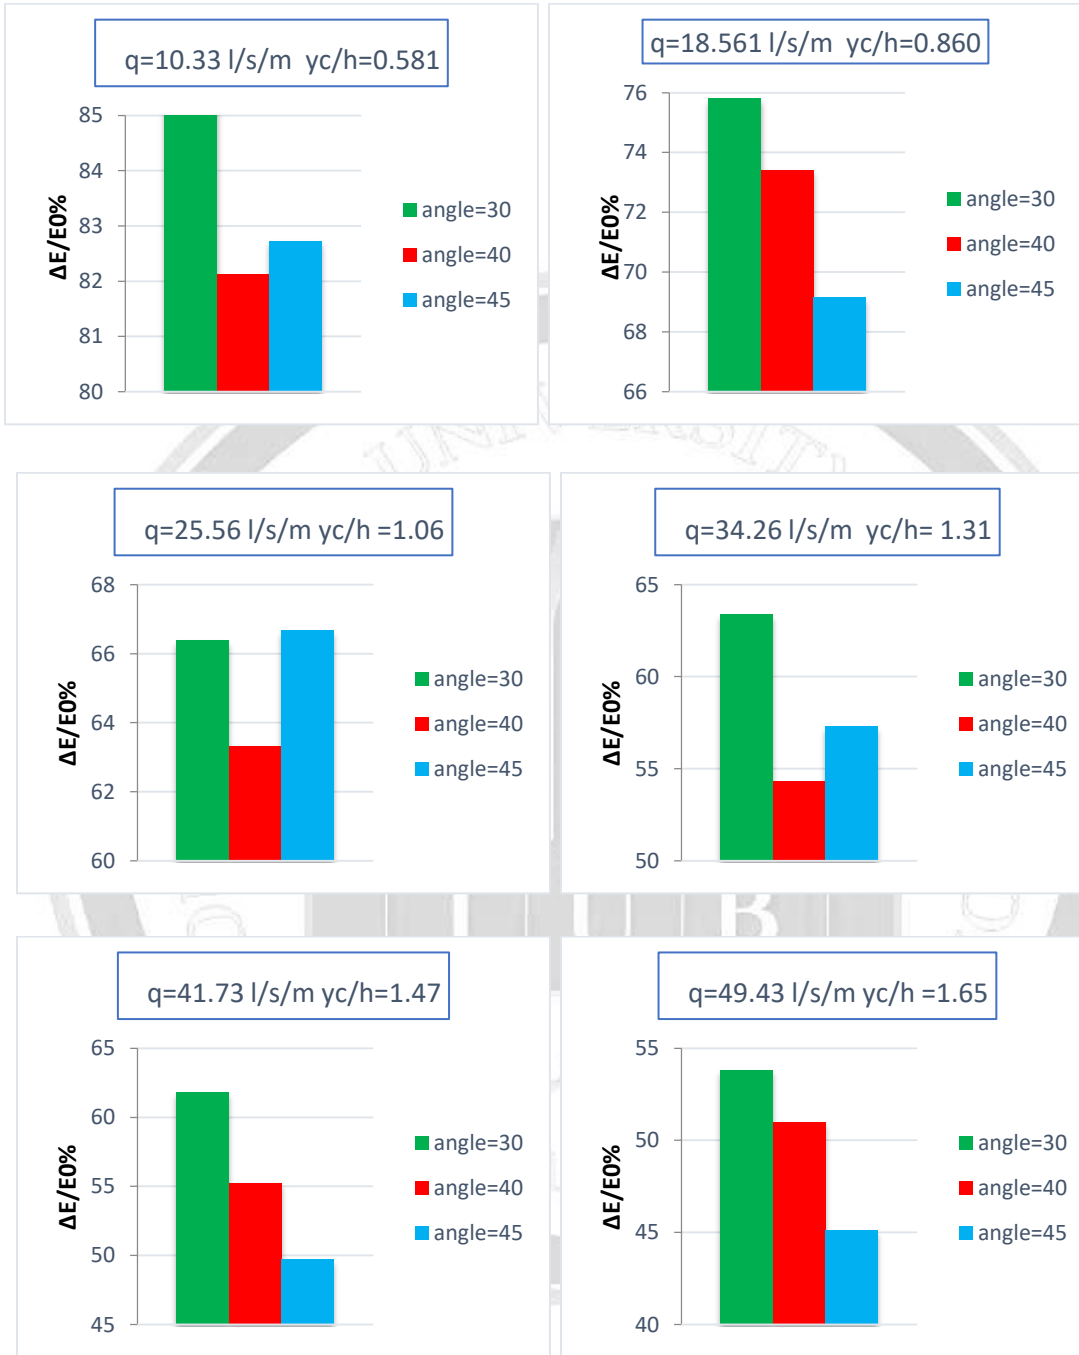 q=10.33 l/s/m yc/h=0.581
85
84
83
82
81
80
ΔE/E0%
angle=30
angle=40
angle=45
q=18.561 l/s/m yc/h=0.860
76
74
72
70
68
66
ΔE/E0%
angle=30
angle=40
angle=45
q=25.56 l/s/m yc/h =1.06
68
66
64
62
60
ΔE/E0%
angle=30
angle=40
angle=45
q=34.26 l/s/m yc/h= 1.31
65
60
55
50
ΔE/E0%
angle=30
angle=40
angle=45
q=41.73 l/s/m yc/h=1.47
65
60
55
50
45
ΔE/E0%
angle=30
angle=40
angle=45
q=49.43 l/s/m yc/h =1.65
55
50
45
40
ΔE/E0%
angle=30
angle=40
angle=45